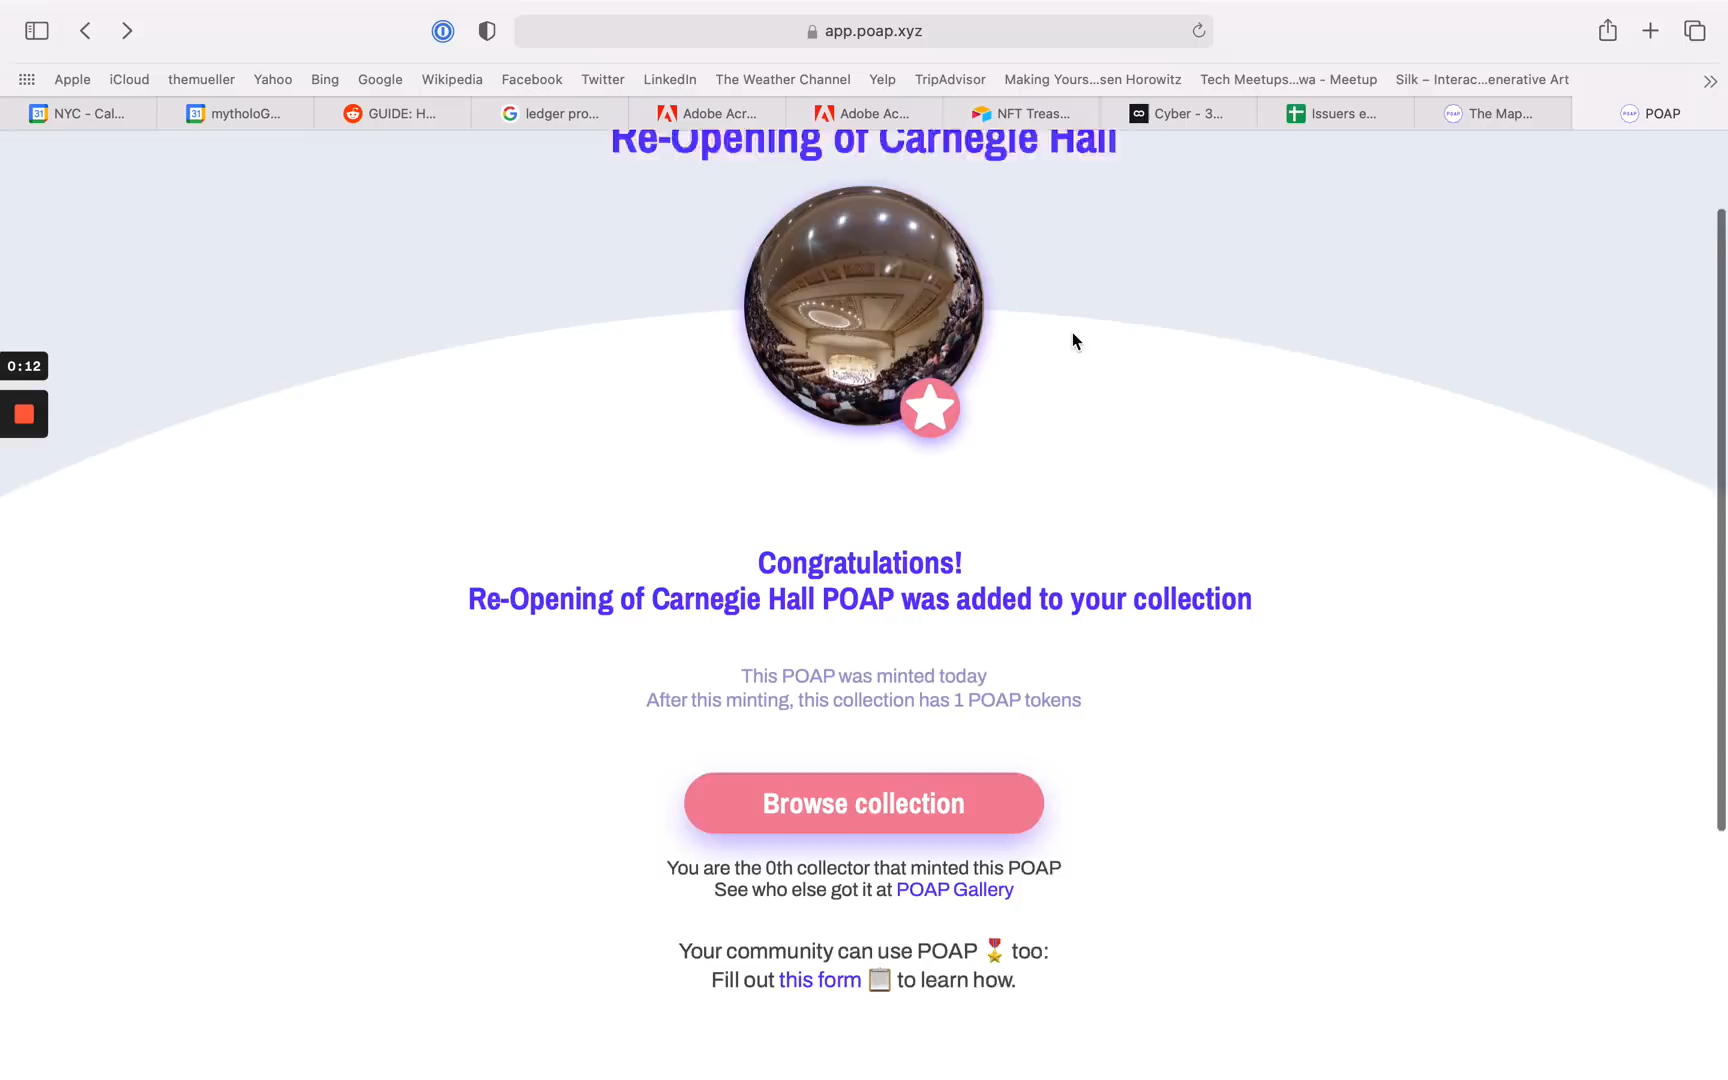 app.poap.xyz
Apple iCloud themueller Yahoo Bing Google Wikipedia Facebook Twitter LinkedIn The Weather Channel Yelp TripAdvisor Making Yours...sen Horowitz Tech Meetups...wa - Meetup Silk – Interac...enerative Art
NYC - Cal... mytholoG... GUIDE: H... ledger pro... Adobe Acr... Adobe Ac... NFT Treas... Cyber - 3... Issuers e... The Map... POAP
Re-Opening of Carnegie Hall
0:12
Congratulations!
Re-Opening of Carnegie Hall POAP was added to your collection
This POAP was minted today
After this minting, this collection has 1 POAP tokens
Browse collection
You are the 0th collector that minted this POAP
See who else got it at POAP Gallery
Your community can use POAP 🎖️ too:
Fill out this form 📋 to learn how.